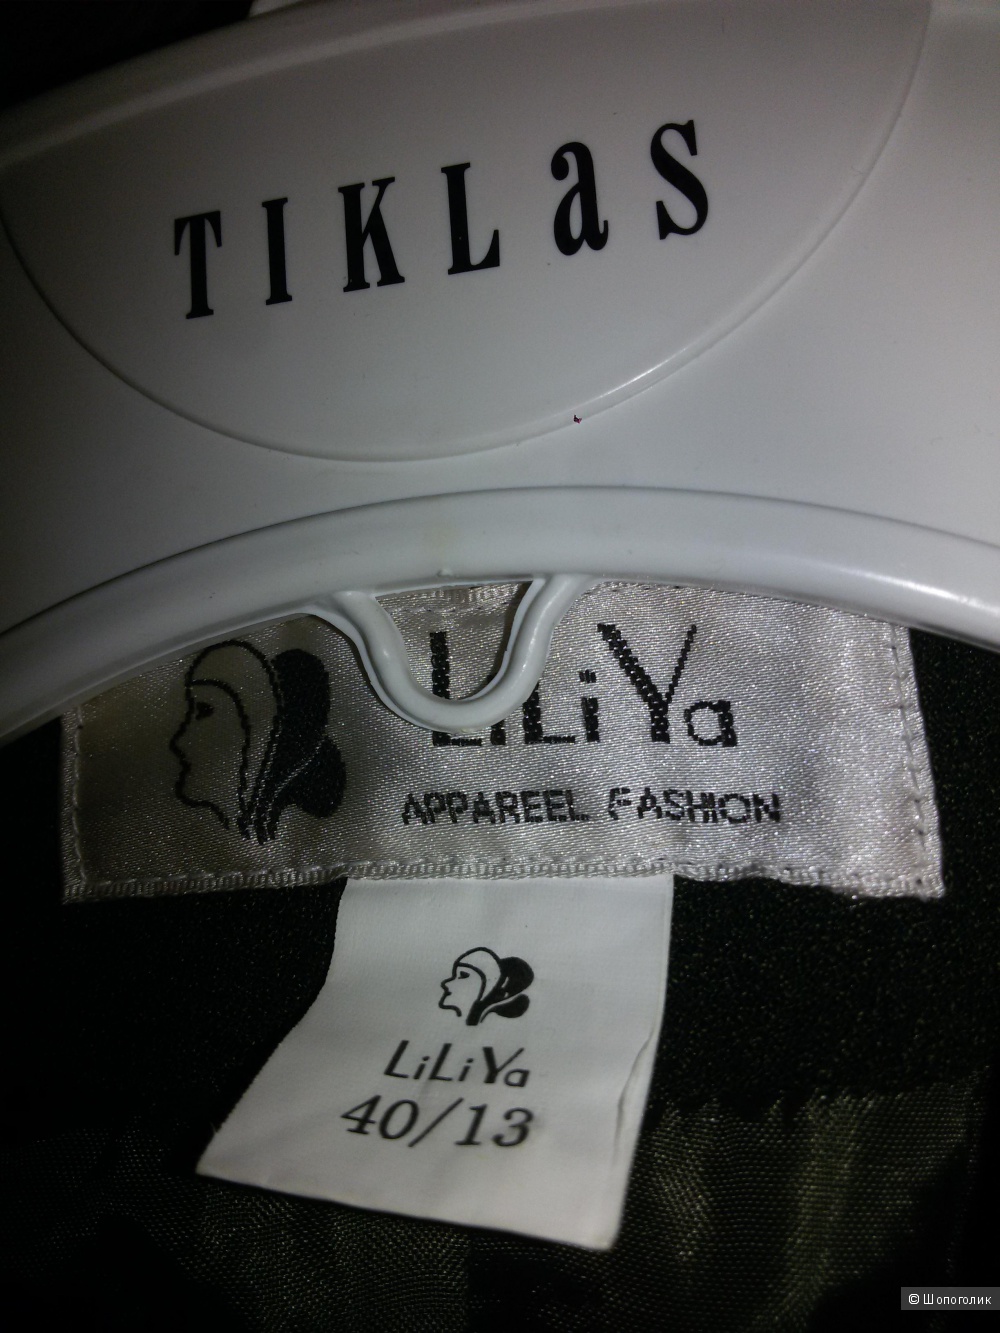 TIKLaS
LiLiYa
APPAREEL FASHION
LiLiYa
40/13
© Шопоголик